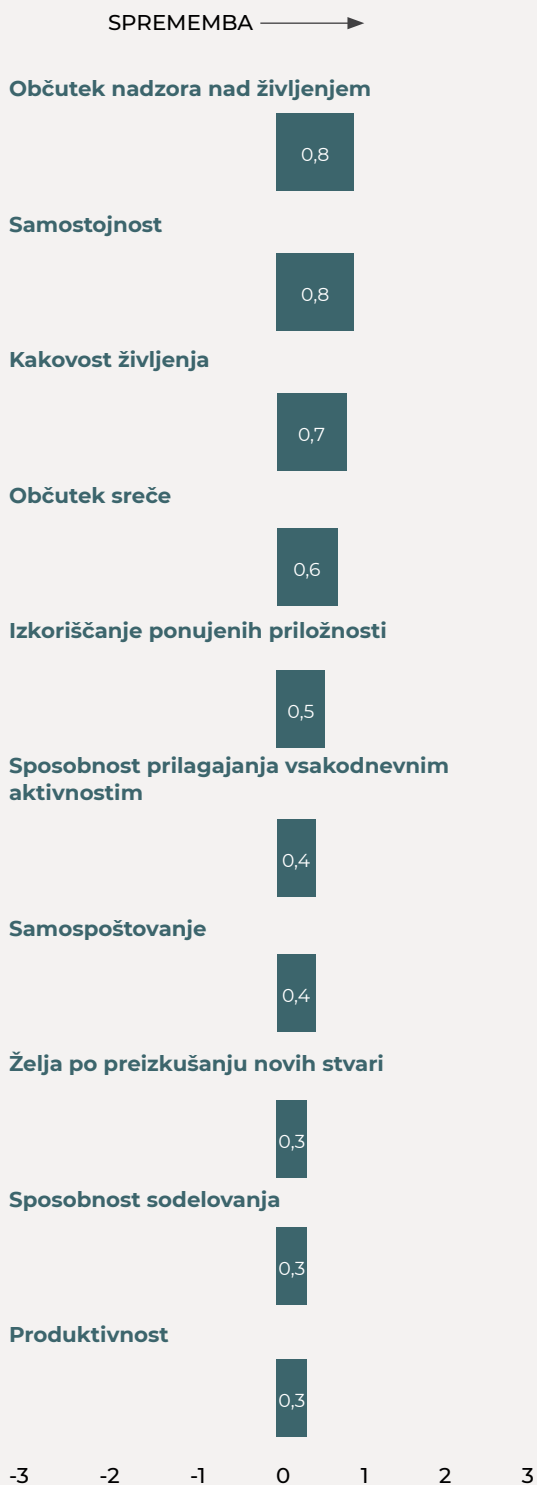 SPREMEMBA
Občutek nadzora nad življenjem
0,8
Samostojnost
0,8
Kakovost življenja
0,7
Občutek sreče
0,6
Izkoriščanje ponujenih priložnosti
0,5
Sposobnost prilagajanja vsakodnevnim
aktivnostim
0,4
Samospoštovanje
0,4
Želja po preizkušanju novih stvari
0,3
Sposobnost sodelovanja
0,3
Produktivnost
0,3
-3 -2 -1 0 1 2 3